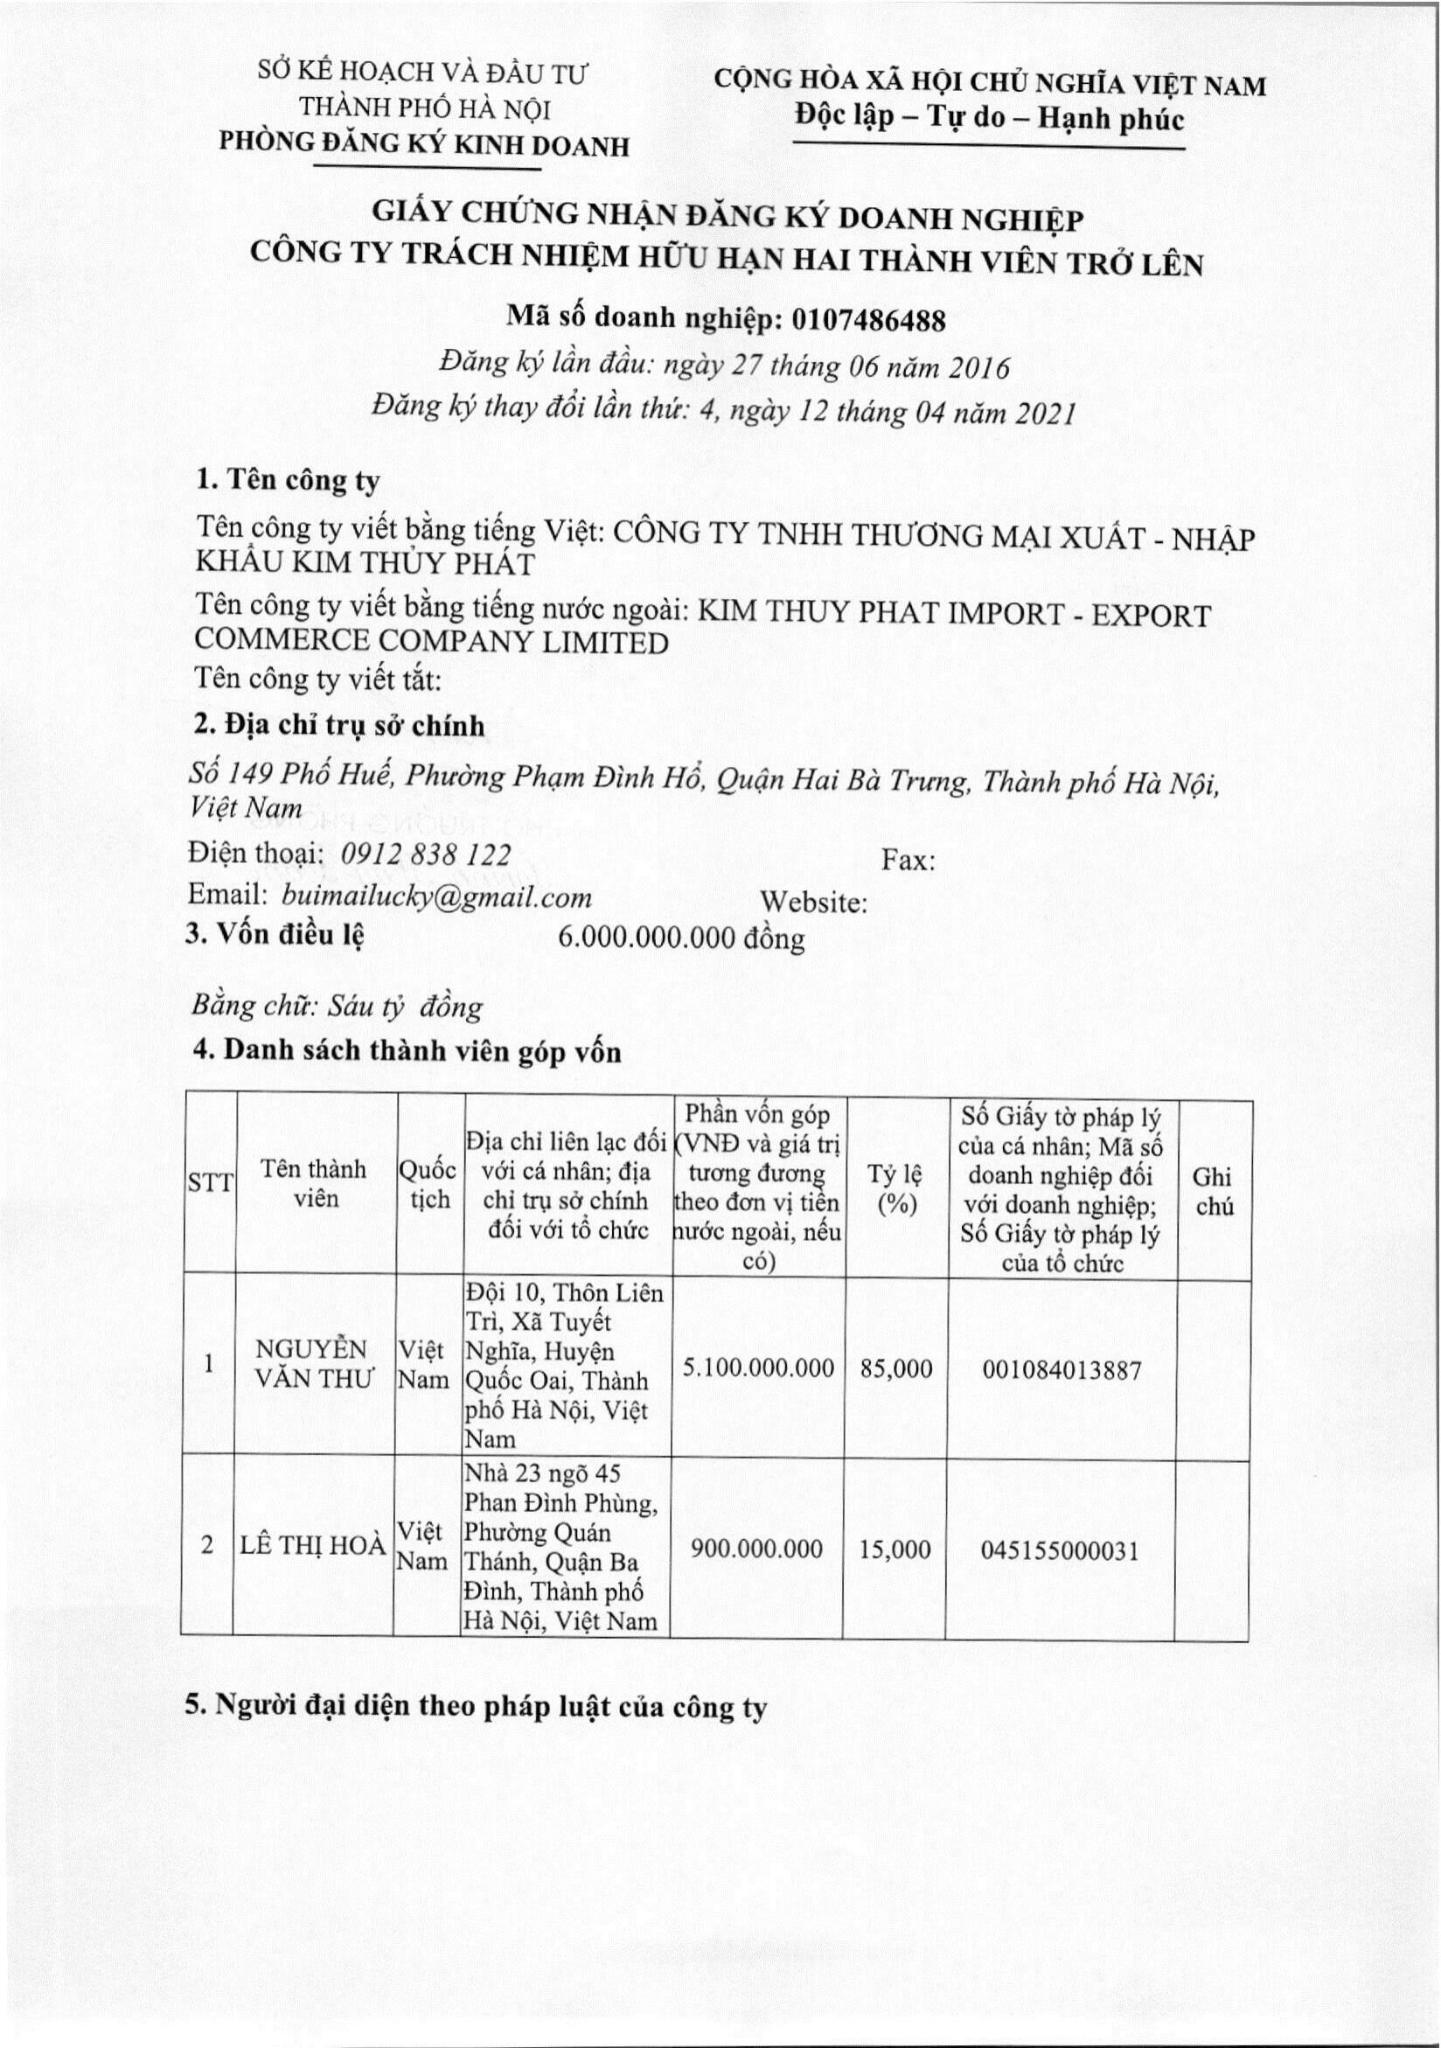 SỞ KẾ HOẠCH VÀ ĐẦU TƯ
THÀNH PHỐ HÀ NỘI
PHÒNG ĐĂNG KÝ KINH DOANH
CỘNG HÒA XÃ HỘI CHỦ NGHĨA VIỆT NAM
Độc lập – Tự do – Hạnh phúc
GIẤY CHỨNG NHẬN ĐĂNG KÝ DOANH NGHIỆP
CÔNG TY TRÁCH NHIỆM HỮU HẠN HAI THÀNH VIÊN TRỞ LÊN
Mã số doanh nghiệp: 0107486488
Đăng ký lần đầu: ngày 27 tháng 06 năm 2016
Đăng ký thay đổi lần thứ: 4, ngày 12 tháng 04 năm 2021
1. Tên công ty
Tên công ty viết bằng tiếng Việt: CÔNG TY TNHH THƯƠNG MẠI XUẤT - NHẬP
KHẨU KIM THỦY PHÁT
Tên công ty viết bằng tiếng nước ngoài: KIM THUY PHAT IMPORT - EXPORT
COMMERCE COMPANY LIMITED
Tên công ty viết tắt:
2. Địa chỉ trụ sở chính
Số 149 Phố Huế, Phường Phạm Đình Hổ, Quận Hai Bà Trưng, Thành phố Hà Nội,
Việt Nam
Điện thoại: 0912 838 122 Fax:
Email: buimailucky@gmail.com Website:
3. Vốn điều lệ 6.000.000.000 đồng
Bằng chữ: Sáu tỷ đồng
4. Danh sách thành viên góp vốn
STT
Tên thành
viên
Quốc
tịch
Địa chỉ liên lạc đối
với cá nhân; địa
chỉ trụ sở chính
đối với tổ chức
Phần vốn góp
(VNĐ và giá trị
tương đương
theo đơn vị tiền
nước ngoài, nếu
có)
Tỷ lệ
(%)
Số Giấy tờ pháp lý
của cá nhân; Mã số
doanh nghiệp đối
với doanh nghiệp;
Số Giấy tờ pháp lý
của tổ chức
Ghi
chú
1
NGUYỄN
VĂN THƯ
Việt
Nam
Đội 10, Thôn Liên
Trì, Xã Tuyết
Nghĩa, Huyện
Quốc Oai, Thành
phố Hà Nội, Việt
Nam
5.100.000.000
85,000
001084013887
2
LÊ THỊ HOÀ
Việt
Nam
Nhà 23 ngõ 45
Phan Đình Phùng,
Phường Quán
Thánh, Quận Ba
Đình, Thành phố
Hà Nội, Việt Nam
900.000.000
15,000
045155000031
5. Người đại diện theo pháp luật của công ty